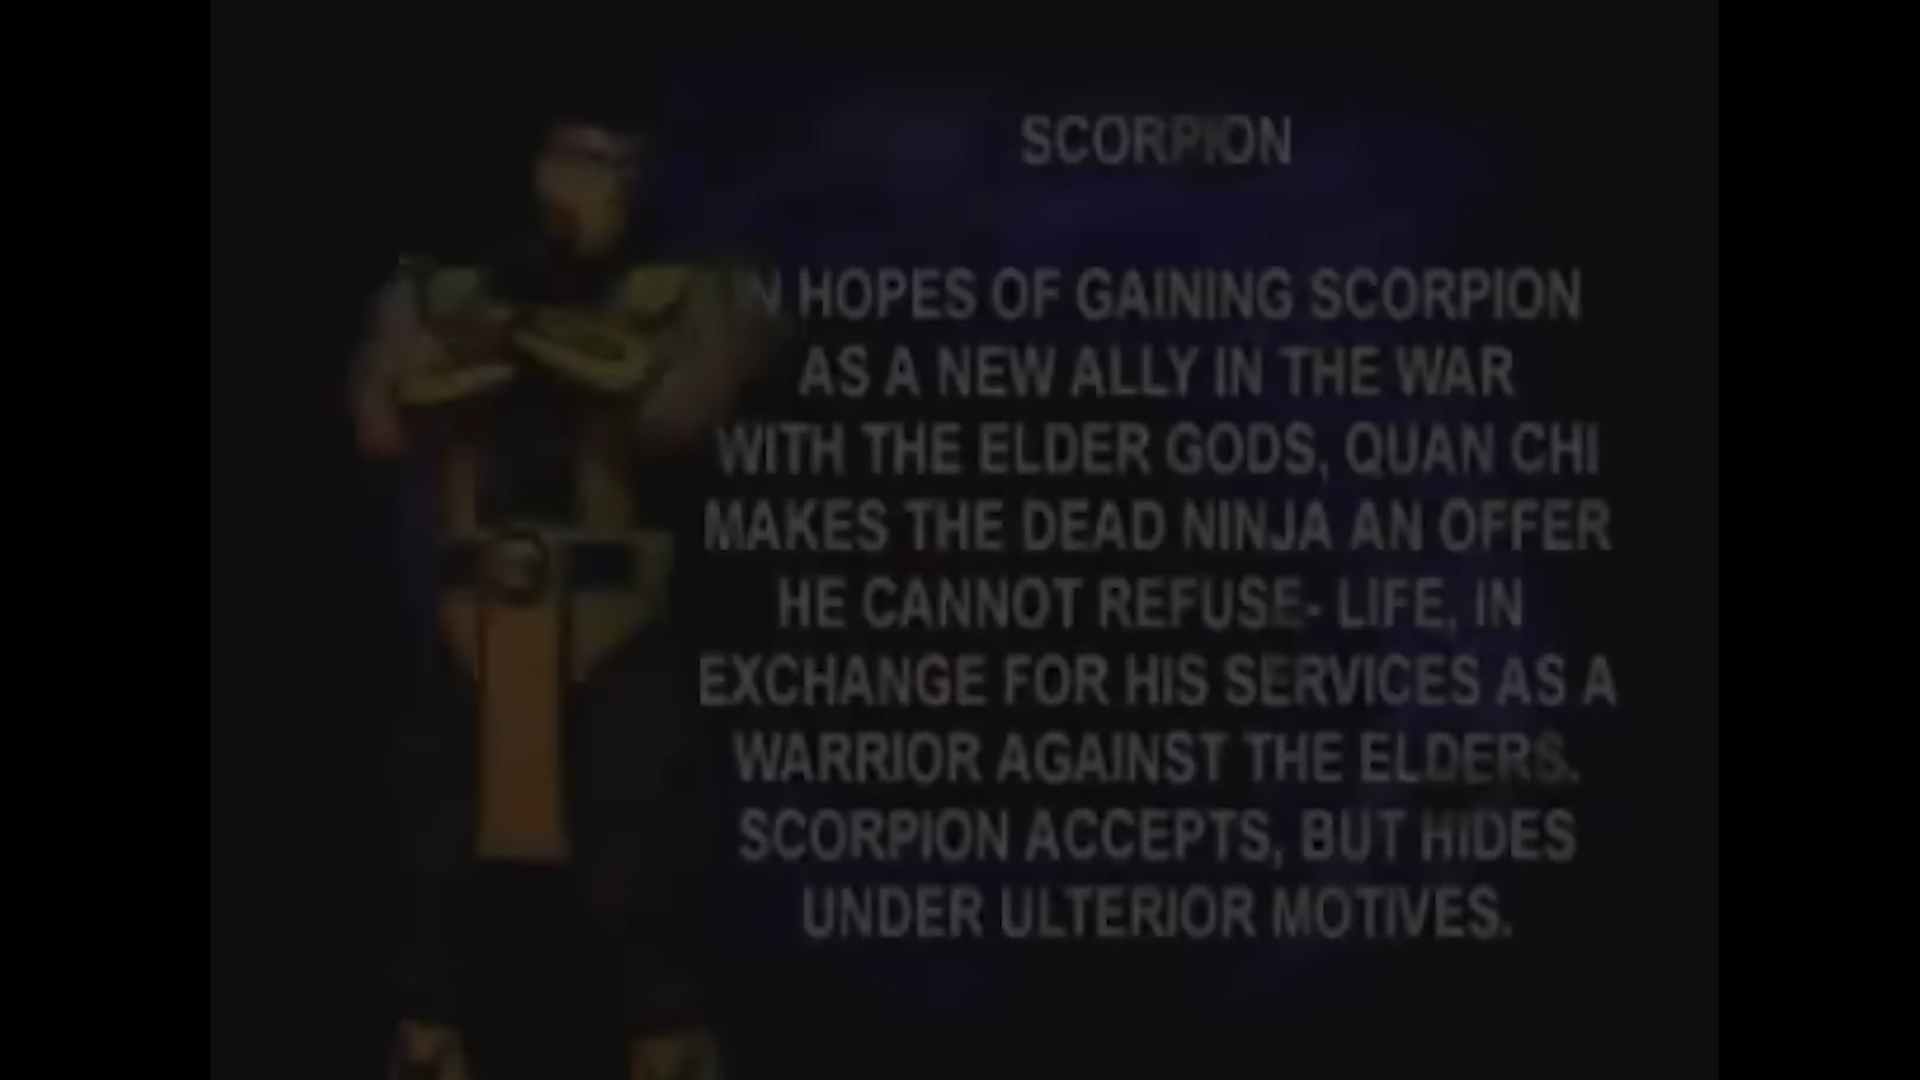 SCORPION
IN HOPES OF GAINING SCORPION
AS A NEW ALLY IN THE WAR
WITH THE ELDER GODS, QUAN CHI
MAKES THE DEAD NINJA AN OFFER
HE CANNOT REFUSE- LIFE, IN
EXCHANGE FOR HIS SERVICES AS A
WARRIOR AGAINST THE ELDERS.
SCORPION ACCEPTS, BUT HIDES
UNDER ULTERIOR MOTIVES.